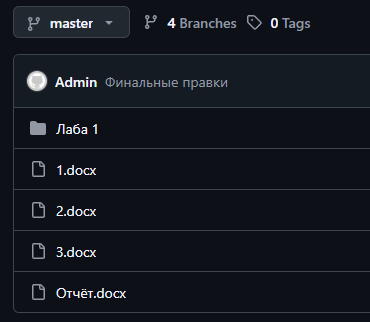 master 4 Branches 0 Tags
Admin Финальные правки
Лаба 1
1.docx
2.docx
3.docx
Отчёт.docx